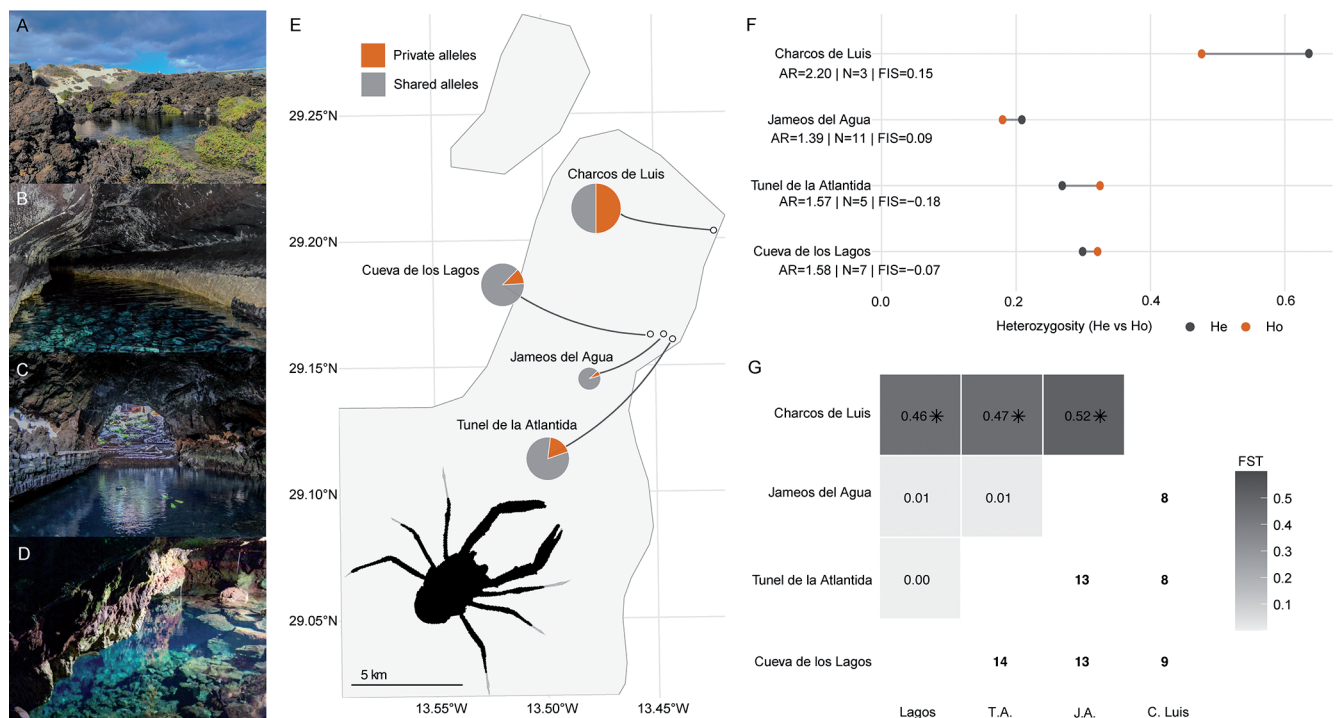 A
B
C
D
E
Private alleles
Shared alleles
29.25°N
29.20°N
29.15°N
29.10°N
29.05°N
Charcos de Luis
Cueva de los Lagos
Jameos del Agua
Tunel de la Atlantida
5 km
13.55°W 13.50°W 13.45°W
F
Charcos de Luis
AR=2.20 | N=3 | FIS=0.15
Jameos del Agua
AR=1.39 | N=11 | FIS=0.09
Tunel de la Atlantida
AR=1.57 | N=5 | FIS=−0.18
Cueva de los Lagos
AR=1.58 | N=7 | FIS=−0.07
0.0 0.2 0.4 0.6
Heterozygosity (He vs Ho) He Ho
G
Charcos de Luis 0.46* 0.47* 0.52*
Jameos del Agua 0.01 0.01 8
Tunel de la Atlantida 0.00 13 8
Cueva de los Lagos 14 13 9
Lagos T.A. J.A. C. Luis
FST
0.5
0.4
0.3
0.2
0.1